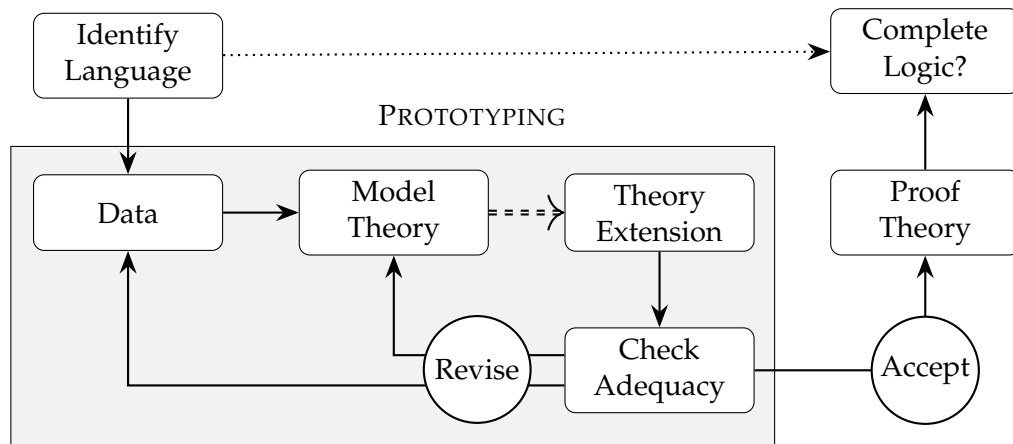 Identify
Language
Complete
Logic?
PROTOTYPING
Data
Model
Theory
Theory
Extension
Proof
Theory
Revise
Check
Adequacy
Accept